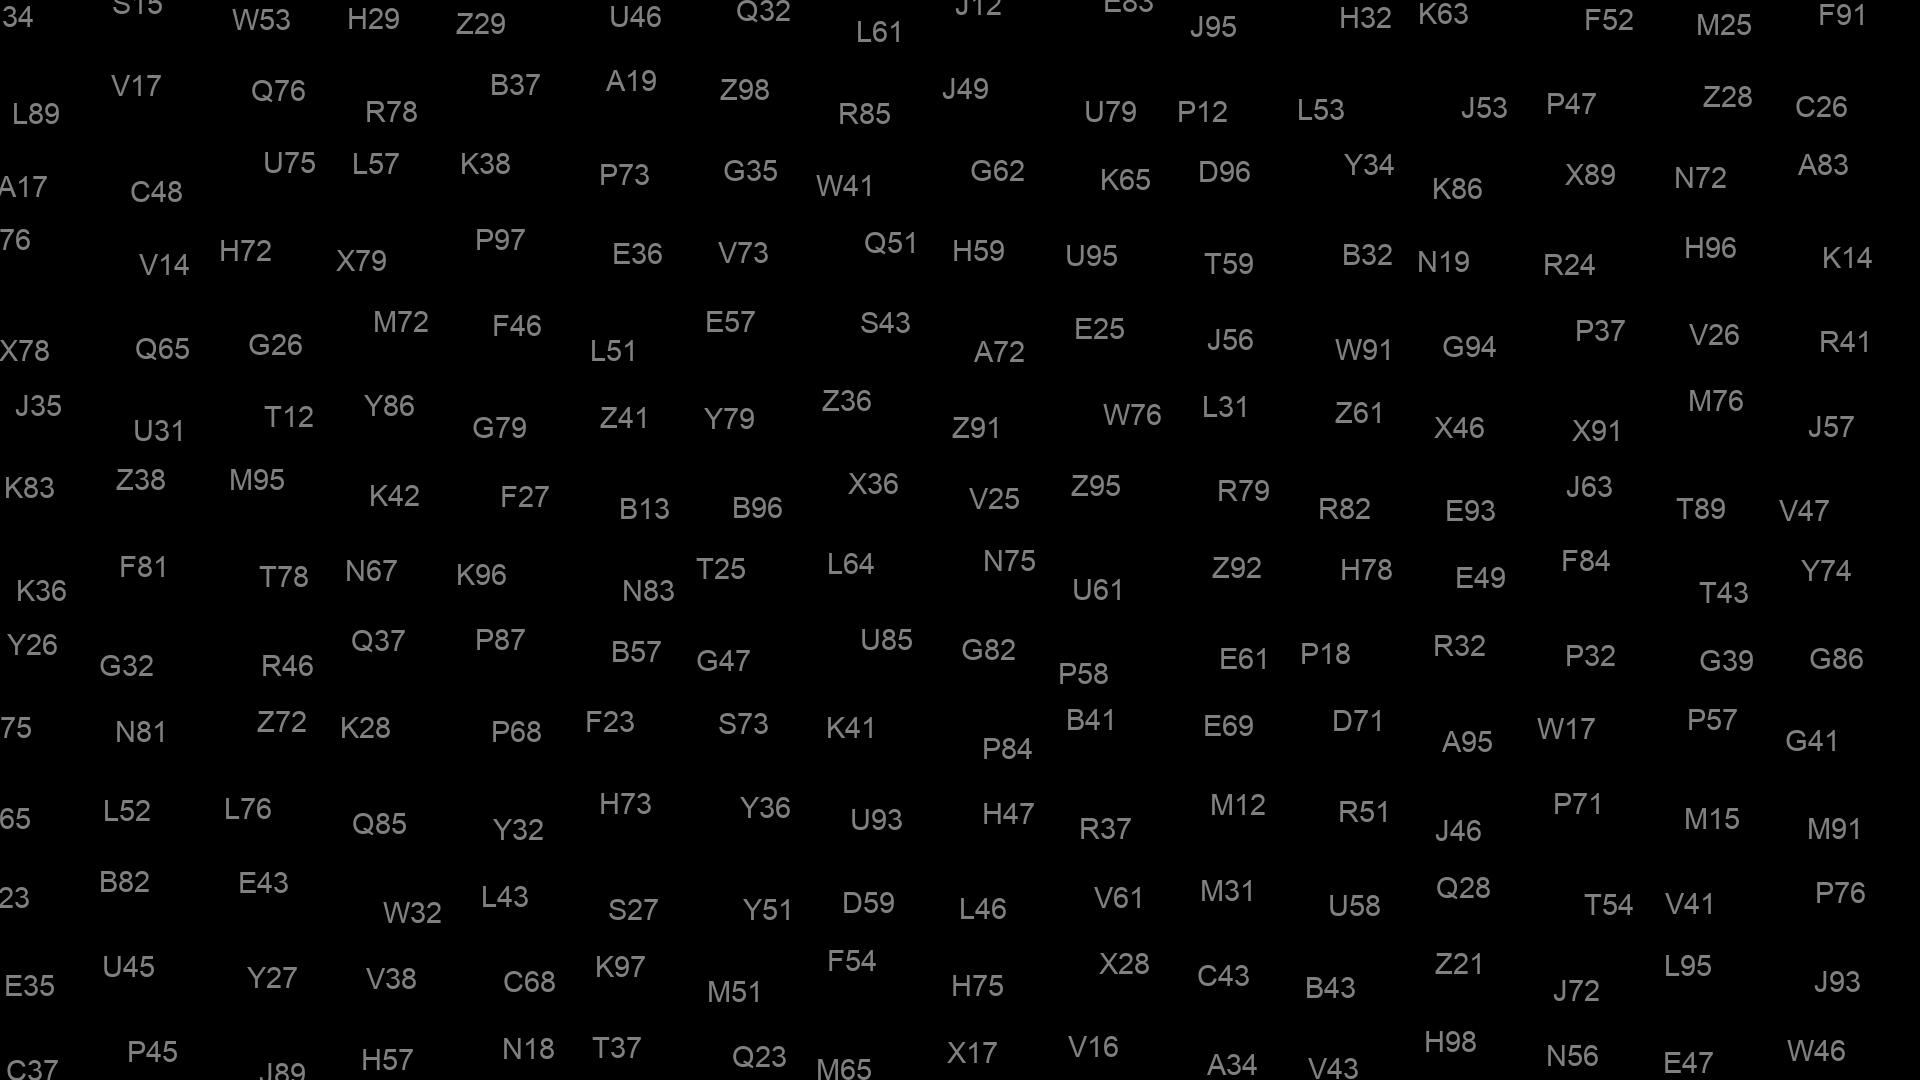 34 S15 W53 H29 Z29 U46 Q32 L61 J12 E83 J95 H32 K63 F52 M25 F91
L89 V17 Q76 R78 B37 A19 Z98 R85 J49 U79 P12 L53 J53 P47 Z28 C26
A17 C48 U75 L57 K38 P73 G35 W41 G62 K65 D96 Y34 K86 X89 N72 A83
76 V14 H72 X79 P97 E36 V73 Q51 H59 U95 T59 B32 N19 R24 H96 K14
X78 Q65 G26 M72 F46 L51 E57 S43 A72 E25 J56 W91 G94 P37 V26 R41
J35 U31 T12 Y86 G79 Z41 Y79 Z36 Z91 W76 L31 Z61 X46 X91 M76 J57
K83 Z38 M95 K42 F27 B13 B96 X36 V25 Z95 R79 R82 E93 J63 T89 V47
K36 F81 T78 N67 K96 N83 T25 L64 N75 U61 Z92 H78 E49 F84 T43 Y74
Y26 G32 R46 Q37 P87 B57 G47 U85 G82 P58 E61 P18 R32 P32 G39 G86
75 N81 Z72 K28 P68 F23 S73 K41 P84 B41 E69 D71 A95 W17 P57 G41
65 L52 L76 Q85 Y32 H73 Y36 U93 H47 R37 M12 R51 J46 P71 M15 M91
23 B82 E43 W32 L43 S27 Y51 D59 L46 V61 M31 U58 Q28 T54 V41 P76
E35 U45 Y27 V38 C68 K97 M51 F54 H75 X28 C43 B43 Z21 J72 L95 J93
C37 P45 J89 H57 N18 T37 Q23 M65 X17 V16 A34 V43 H98 N56 E47 W46